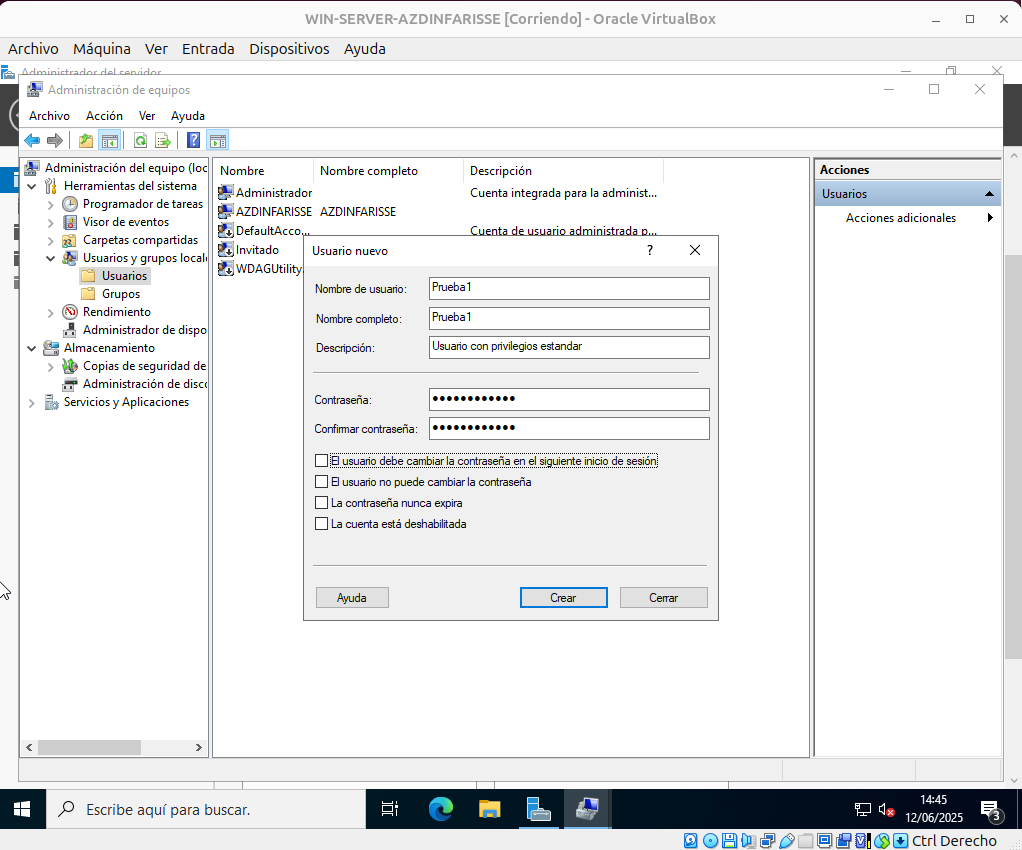 WIN-SERVER-AZDINFARISSE [Corriendo] - Oracle VirtualBox
Archivo Máquina Ver Entrada Dispositivos Ayuda
Administrador del servidor
Administración de equipos
Archivo Acción Ver Ayuda
Administración del equipo (loc
Herramientas del sistema
Programador de tareas
Visor de eventos
Carpetas compartidas
Usuarios y grupos locale
Usuarios
Grupos
Rendimiento
Administrador de dispo
Almacenamiento
Copias de seguridad de
Administración de disco
Servicios y Aplicaciones
Nombre Nombre completo Descripción
Administrador Cuenta integrada para la administ...
AZDINFARISSE AZDINFARISSE
DefaultAcco... Cuenta de usuario administrada p...
Invitado
WDAGUtility
Acciones
Usuarios
Acciones adicionales
Usuario nuevo ?
Nombre de usuario: Prueba1
Nombre completo: Prueba1
Descripción: Usuario con privilegios estandar
Contraseña: ••••••••••••
Confirmar contraseña: ••••••••••••
El usuario debe cambiar la contraseña en el siguiente inicio de sesión
El usuario no puede cambiar la contraseña
La contraseña nunca expira
La cuenta está deshabilitada
Ayuda Crear Cerrar
Escribe aquí para buscar.
14:45
12/06/2025
3
Ctrl Derecho